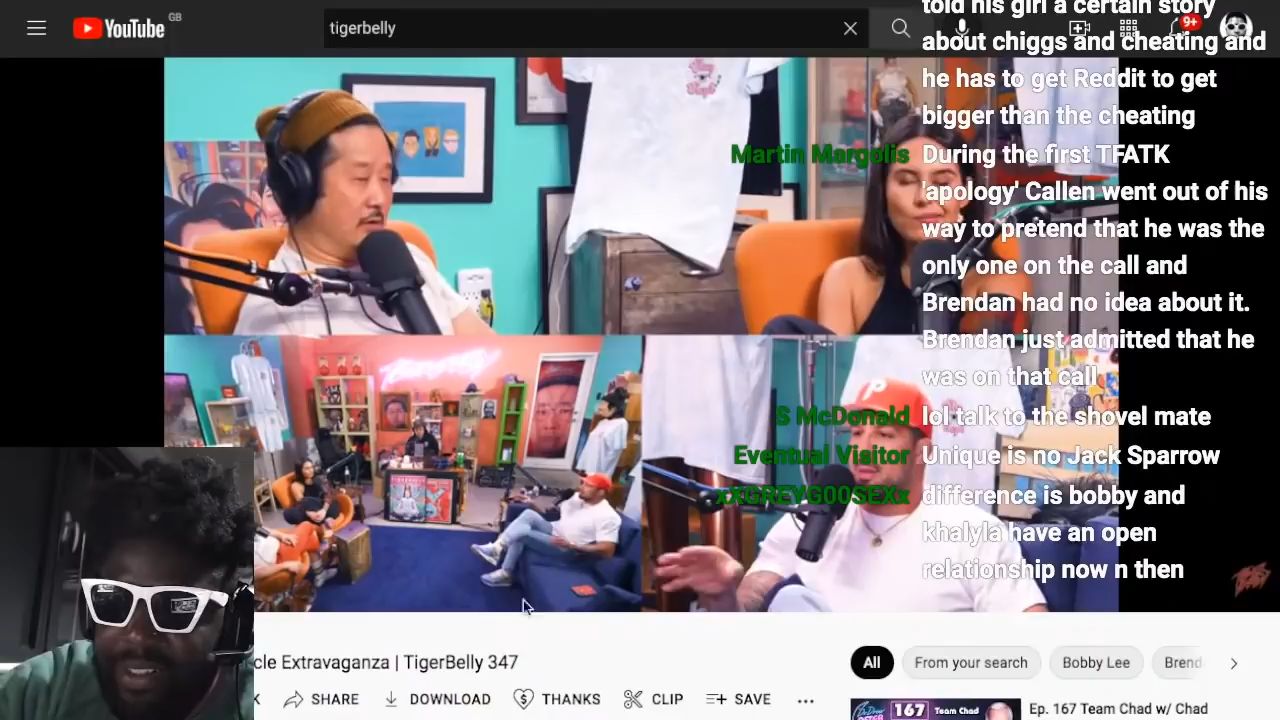 YouTube GB
tigerbelly
9+
told his girl a certain story
about chiggs and cheating and
he has to get Reddit to get
bigger than the cheating
Martin Margolis During the first TFATK
'apology' Callen went out of his
way to pretend that he was the
only one on the call and
Brendan had no idea about it.
Brendan just admitted that he
was on that call
S McDonald lol talk to the shovel mate
Eventual Visitor Unique is no Jack Sparrow
xXGREYG00SEXx difference is bobby and
khalyla have an open
relationship now n then
cle Extravaganza | TigerBelly 347
SHARE DOWNLOAD THANKS CLIP SAVE
All From your search Bobby Lee Brend
167 Team Chad
Ep. 167 Team Chad w/ Chad